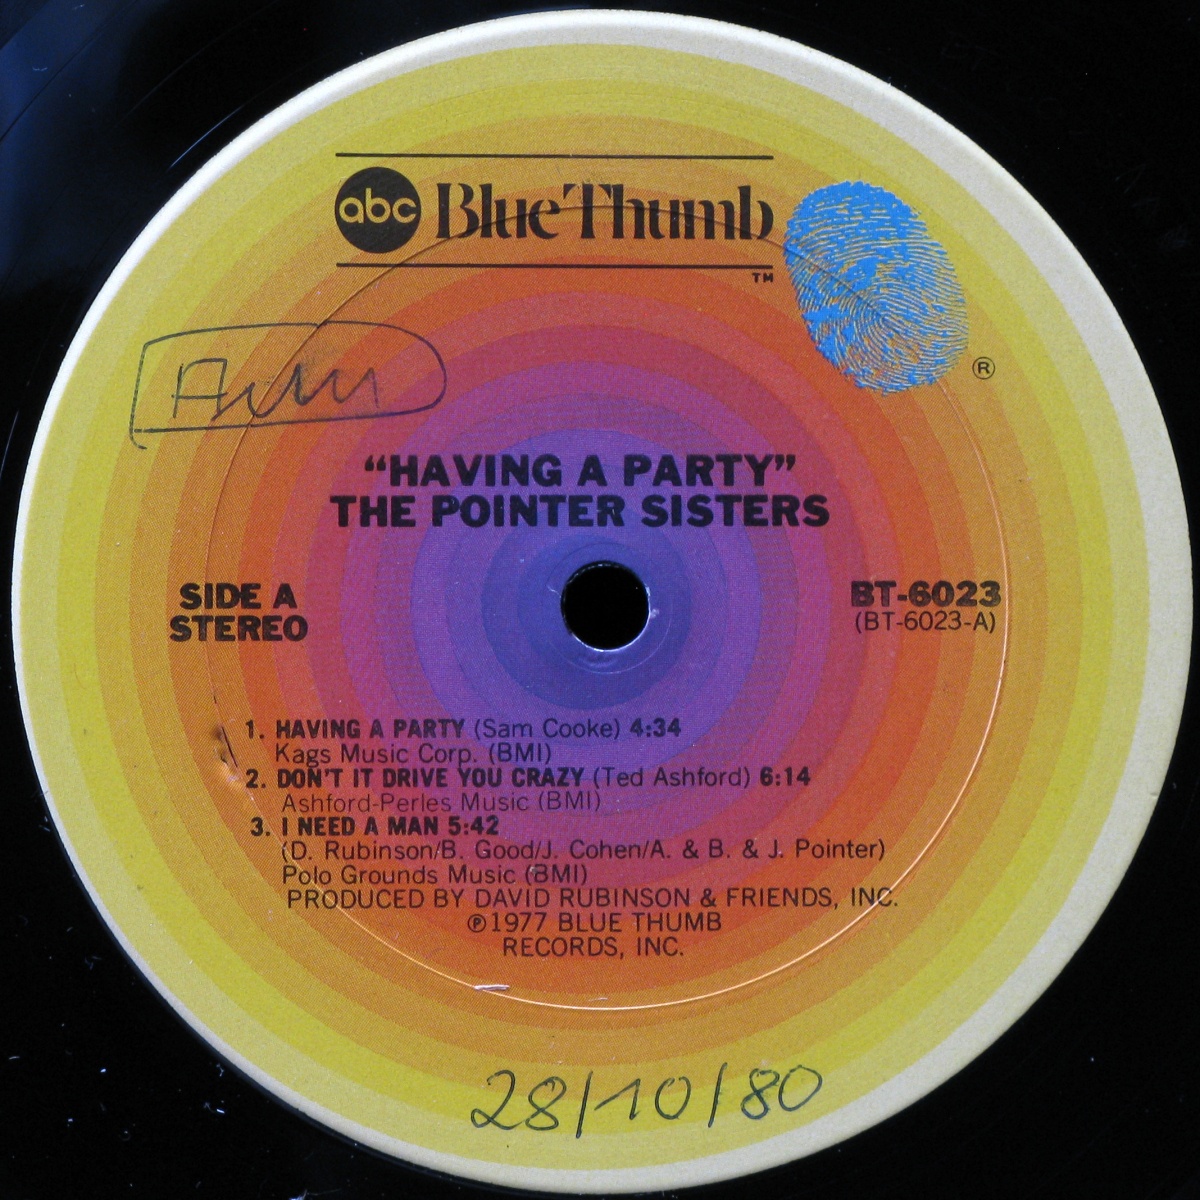 abc Blue Thumb
TM
®
"HAVING A PARTY"
THE POINTER SISTERS
SIDE A
STEREO
BT-6023
(BT-6023-A)
1. HAVING A PARTY (Sam Cooke) 4:34
Kags Music Corp. (BMI)
2. DON'T IT DRIVE YOU CRAZY (Ted Ashford) 6:14
Ashford-Perles Music (BMI)
3. I NEED A MAN 5:42
(D. Rubinson/B. Good/J. Cohen/A. & B. & J. Pointer)
Polo Grounds Music (BMI)
PRODUCED BY DAVID RUBINSON & FRIENDS, INC.
℗1977 BLUE THUMB
RECORDS, INC.
28/10/80